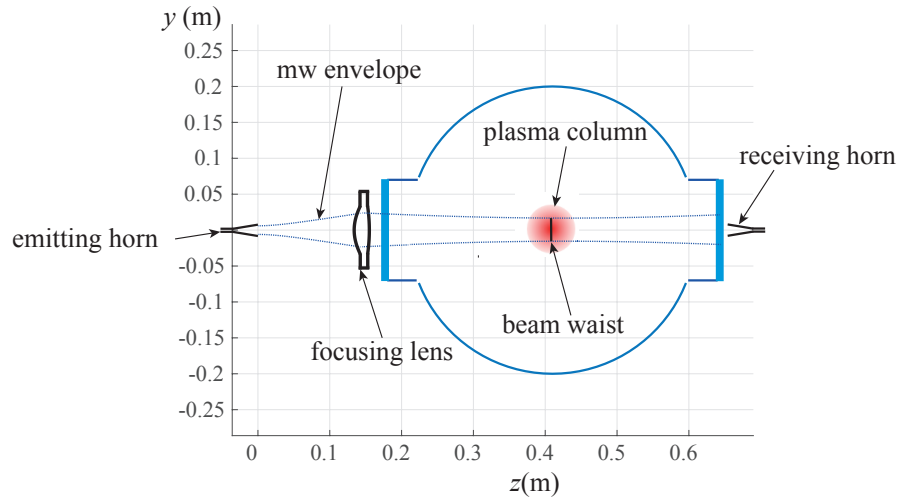 y (m)
0.25
mw envelope
0.2
0.15
plasma column
0.1
receiving horn
0.05
0
emitting horn
-0.05
-0.1
beam waist
-0.15
focusing lens
-0.2
-0.25
0 0.1 0.2 0.3 0.4 0.5 0.6
z(m)